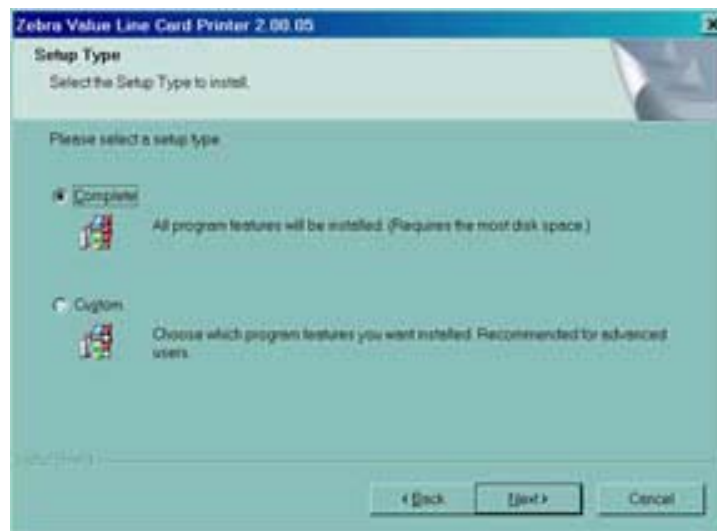 Zebra Value Line Card Printer 2.00.05
Setup Type
Select the Setup Type to install.
Please select a setup type.
Complete
All program features will be installed. (Requires the most disk space.)
Custom
Choose which program features you want installed. Recommended for advanced
users.
< Back
Next >
Cancel